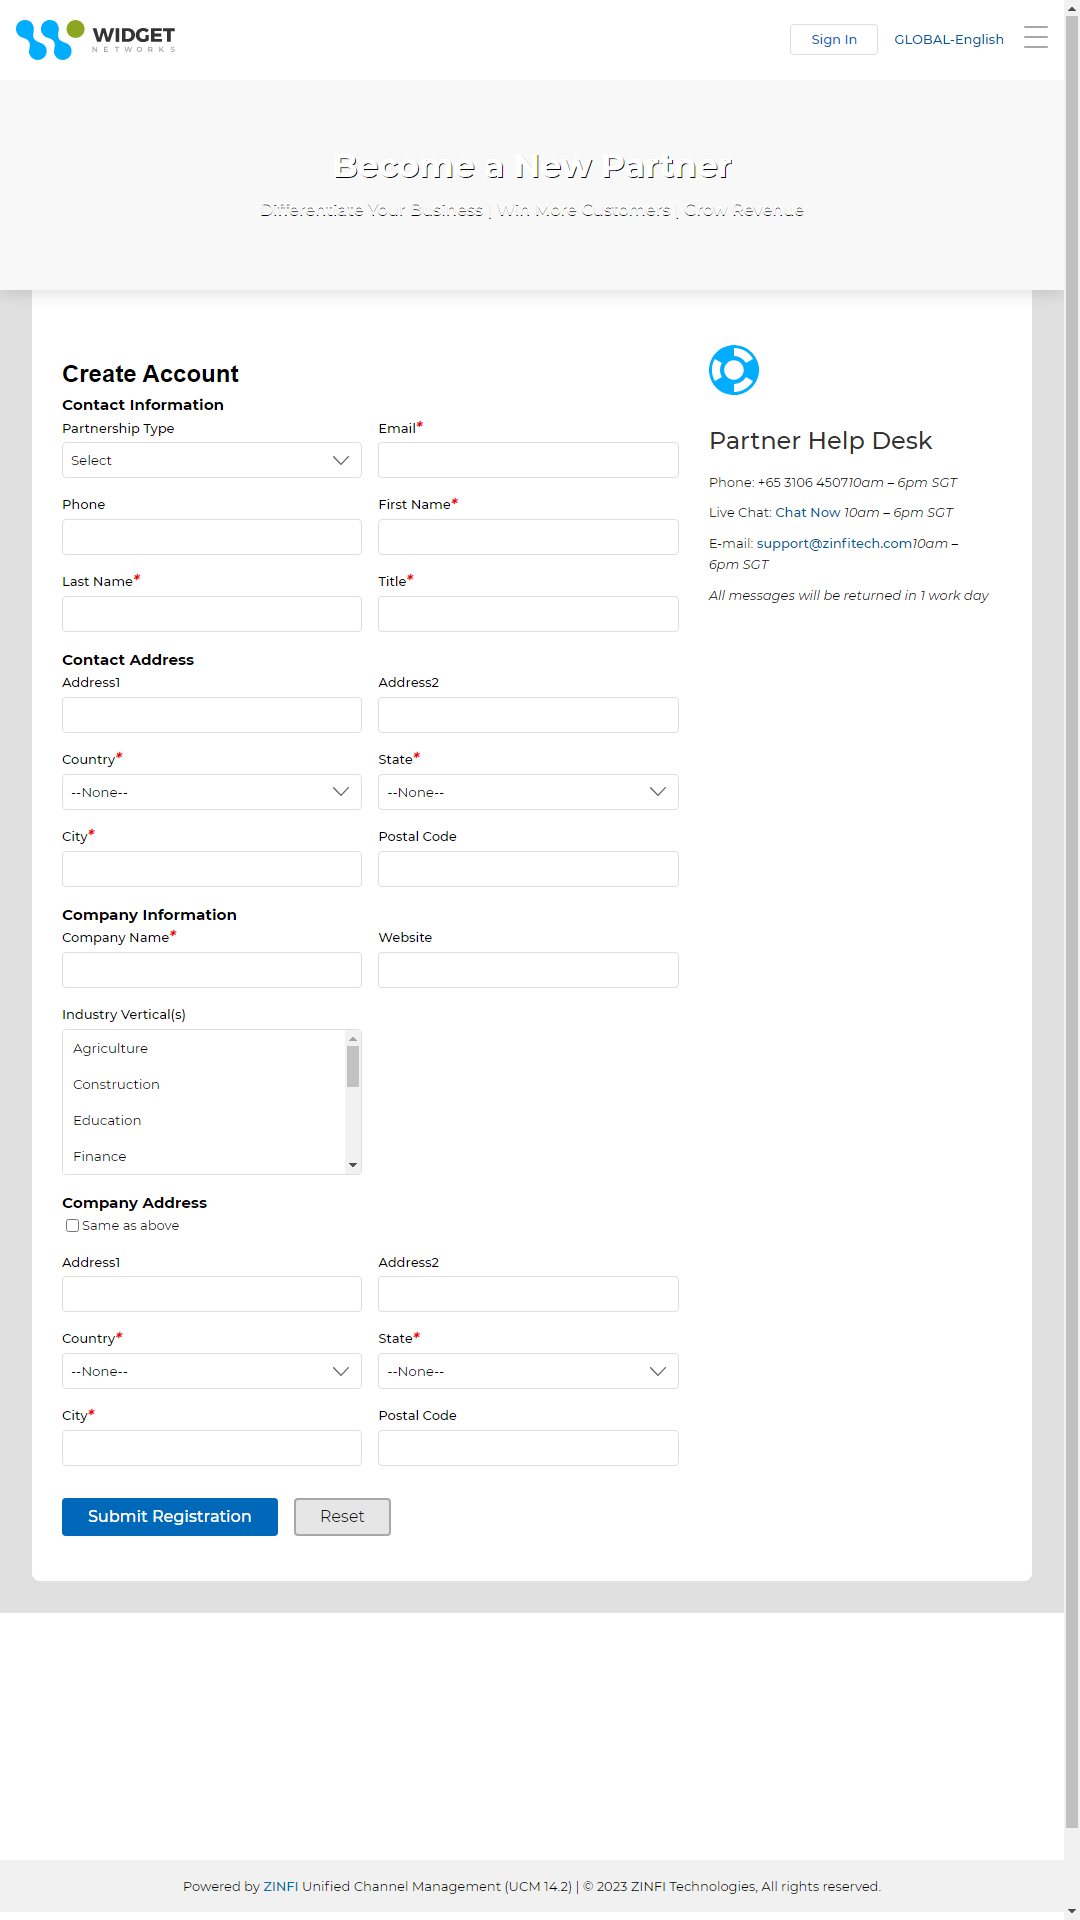 WIDGET
NETWORKS
Sign In
GLOBAL-English
Become a New Partner
Differentiate Your Business | Win More Customers | Grow Revenue
Create Account
Contact Information
Partnership Type
Email*
Select
Phone
First Name*
Last Name*
Title*
Contact Address
Address1
Address2
Country*
State*
--None--
--None--
City*
Postal Code
Company Information
Company Name*
Website
Industry Vertical(s)
Agriculture
Construction
Education
Finance
Company Address
Same as above
Address1
Address2
Country*
State*
--None--
--None--
City*
Postal Code
Submit Registration
Reset
Partner Help Desk
Phone: +65 3106 450710am – 6pm SGT
Live Chat: Chat Now 10am – 6pm SGT
E-mail: support@zinfitech.com10am –
6pm SGT
All messages will be returned in 1 work day
Powered by ZINFI Unified Channel Management (UCM 14.2) | © 2023 ZINFI Technologies, All rights reserved.